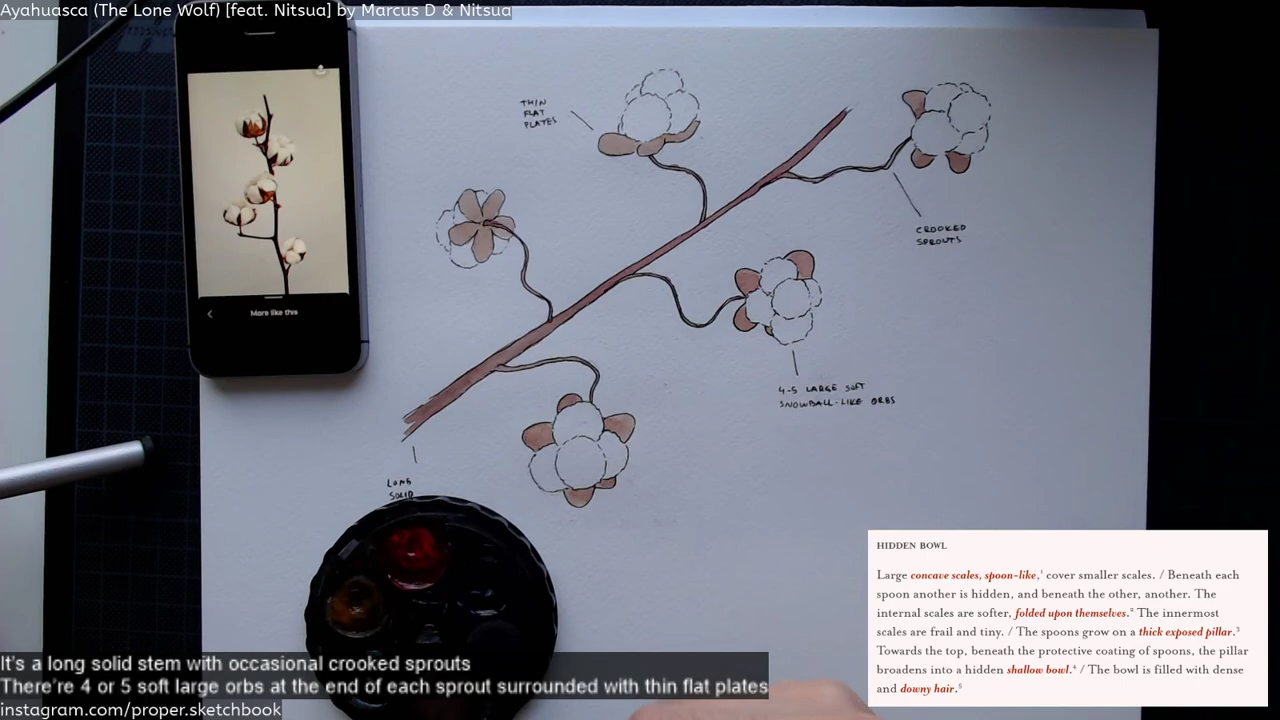 Ayahuasca (The Lone Wolf) [feat. Nitsua] by Marcus D & Nitsua
THIN
FLAT
PLATES
More like this
CROOKED
SPROUTS
4-5 LARGE SOFT
SNOWBALL-LIKE ORBS
LONG
SOLID
HIDDEN BOWL
Large concave scales, spoon-like,¹ cover smaller scales. / Beneath each
spoon another is hidden, and beneath the other, another. The
internal scales are softer, folded upon themselves.² The innermost
scales are frail and tiny. / The spoons grow on a thick exposed pillar.³
Towards the top, beneath the protective coating of spoons, the pillar
broadens into a hidden shallow bowl.⁴ / The bowl is filled with dense
and downy hair.⁵
It's a long solid stem with occasional crooked sprouts
There're 4 or 5 soft large orbs at the end of each sprout surrounded with thin flat plates
instagram.com/proper.sketchbook